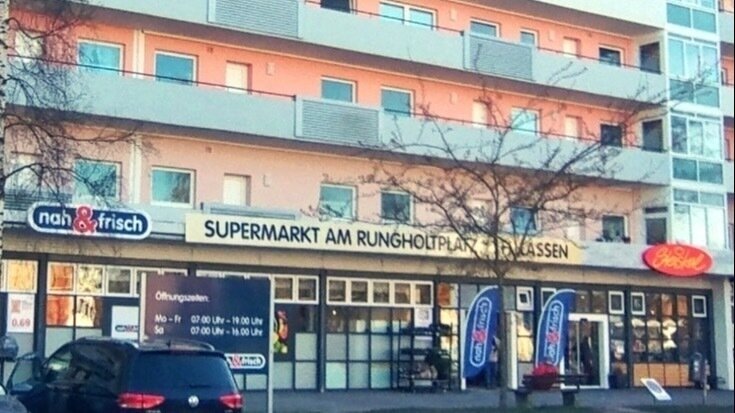 nah&frisch
SUPERMARKT AM RUNGHOLTPLATZ
Öffnungszeiten:
Mo - Fr 07:00 Uhr - 19.00 Uhr
Sa 07:00 Uhr - 16.00 Uhr
nah&frisch
nah&frisch
nah&frisch
0.69